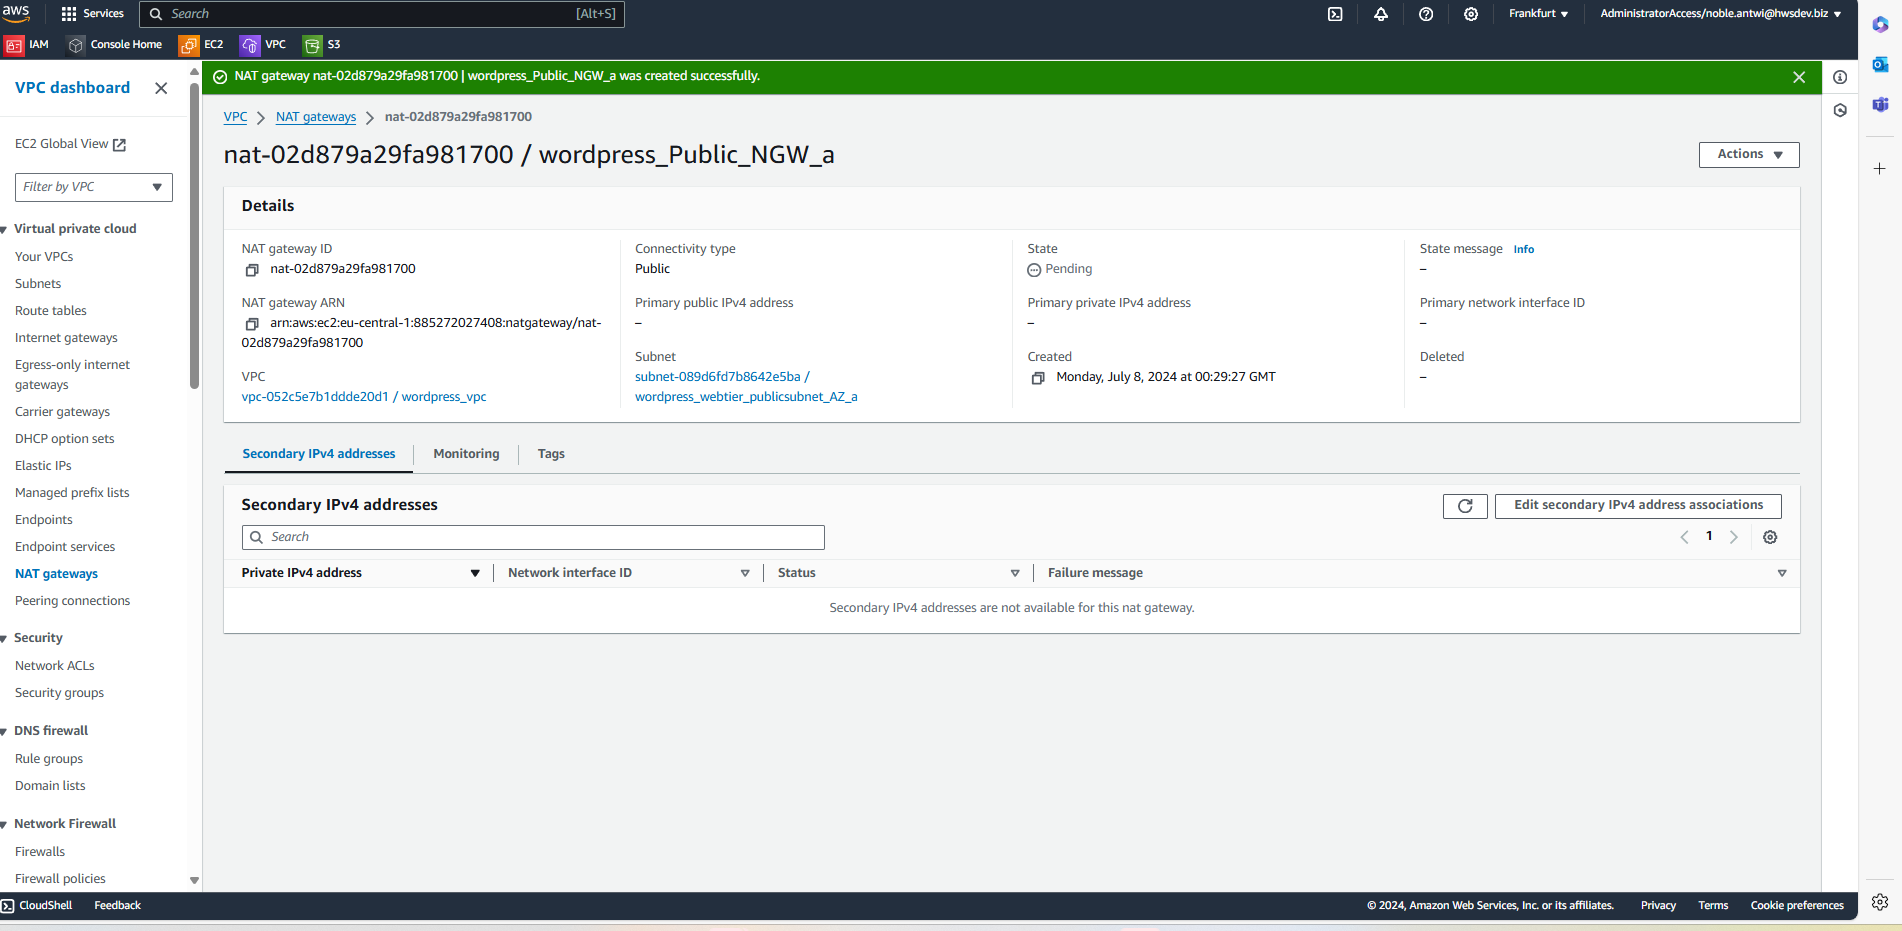 aws
Services
Search
[Alt+S]
Frankfurt
AdministratorAccess/noble.antwi@hwsdev.biz
IAM
Console Home
EC2
VPC
S3
VPC dashboard
EC2 Global View
Filter by VPC
Virtual private cloud
Your VPCs
Subnets
Route tables
Internet gateways
Egress-only internet
gateways
Carrier gateways
DHCP option sets
Elastic IPs
Managed prefix lists
Endpoints
Endpoint services
NAT gateways
Peering connections
Security
Network ACLs
Security groups
DNS firewall
Rule groups
Domain lists
Network Firewall
Firewalls
Firewall policies
NAT gateway nat-02d879a29fa981700 | wordpress_Public_NGW_a was created successfully.
VPC
NAT gateways
nat-02d879a29fa981700
nat-02d879a29fa981700 / wordpress_Public_NGW_a
Actions
Details
NAT gateway ID
nat-02d879a29fa981700
Connectivity type
Public
State
Pending
State message Info
–
NAT gateway ARN
arn:aws:ec2:eu-central-1:885272027408:natgateway/nat-
02d879a29fa981700
Primary public IPv4 address
–
Primary private IPv4 address
–
Primary network interface ID
–
VPC
vpc-052c5e7b1ddde20d1 / wordpress_vpc
Subnet
subnet-089d6fd7b8642e5ba /
wordpress_webtier_publicsubnet_AZ_a
Created
Monday, July 8, 2024 at 00:29:27 GMT
Deleted
–
Secondary IPv4 addresses
Monitoring
Tags
Secondary IPv4 addresses
Edit secondary IPv4 address associations
Search
1
Private IPv4 address
Network interface ID
Status
Failure message
Secondary IPv4 addresses are not available for this nat gateway.
CloudShell
Feedback
© 2024, Amazon Web Services, Inc. or its affiliates.
Privacy
Terms
Cookie preferences